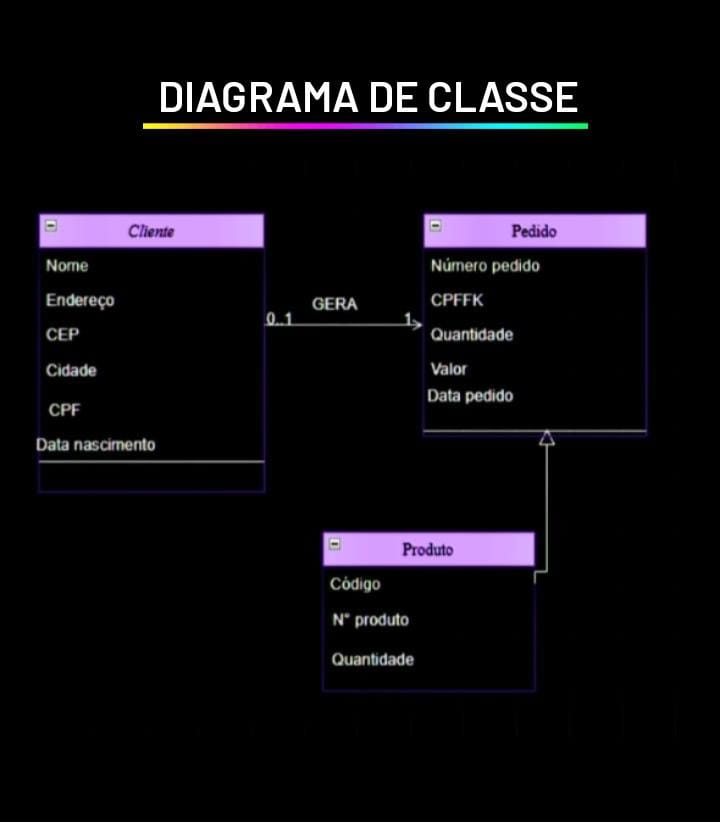 DIAGRAMA DE CLASSE
Cliente
Nome
Endereço
CEP
Cidade
CPF
Data nascimento
GERA
0..1
1
Pedido
Número pedido
CPFFK
Quantidade
Valor
Data pedido
Produto
Código
N° produto
Quantidade